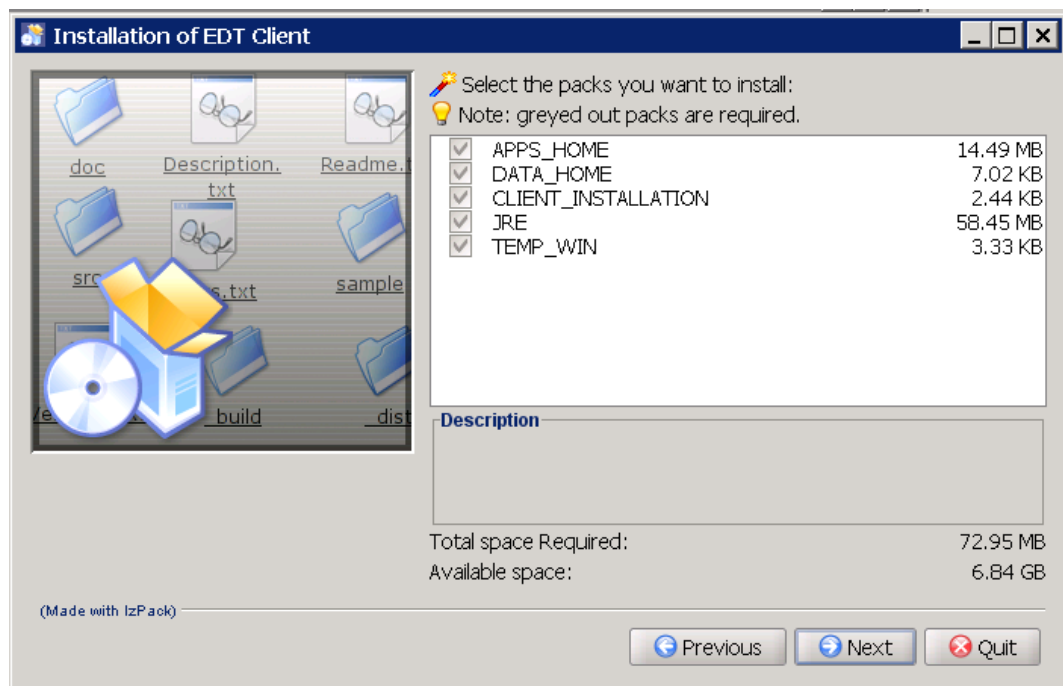 Installation of EDT Client
Select the packs you want to install:
Note: greyed out packs are required.
APPS_HOME 14.49 MB
DATA_HOME 7.02 KB
CLIENT_INSTALLATION 2.44 KB
JRE 58.45 MB
TEMP_WIN 3.33 KB
doc Description. Readme.t
txt
src s.txt sample
build dist
Description
Total space Required: 72.95 MB
Available space: 6.84 GB
(Made with IzPack)
Previous Next Quit